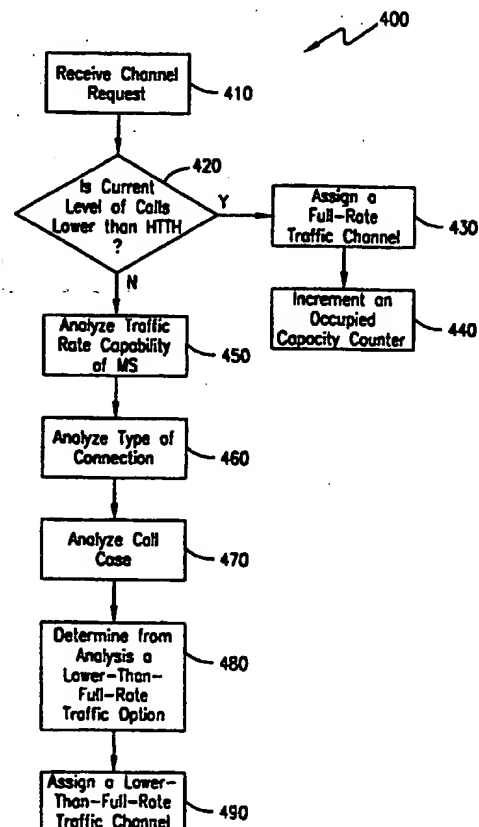 400
Receive Channel
Request
410
420
Is Current
Level of Calls
Lower than HTTH
?
Y
N
Assign a
Full-Rate
Traffic Channel
430
Increment an
Occupied
Capacity Counter
440
Analyze Traffic
Rate Capability
of MS
450
Analyze Type of
Connection
460
Analyze Call
Case
470
Determine from
Analysis a
Lower-Than-
Full-Rate
Traffic Option
480
Assign a Lower-
Than-Full-Rate
Traffic Channel
490